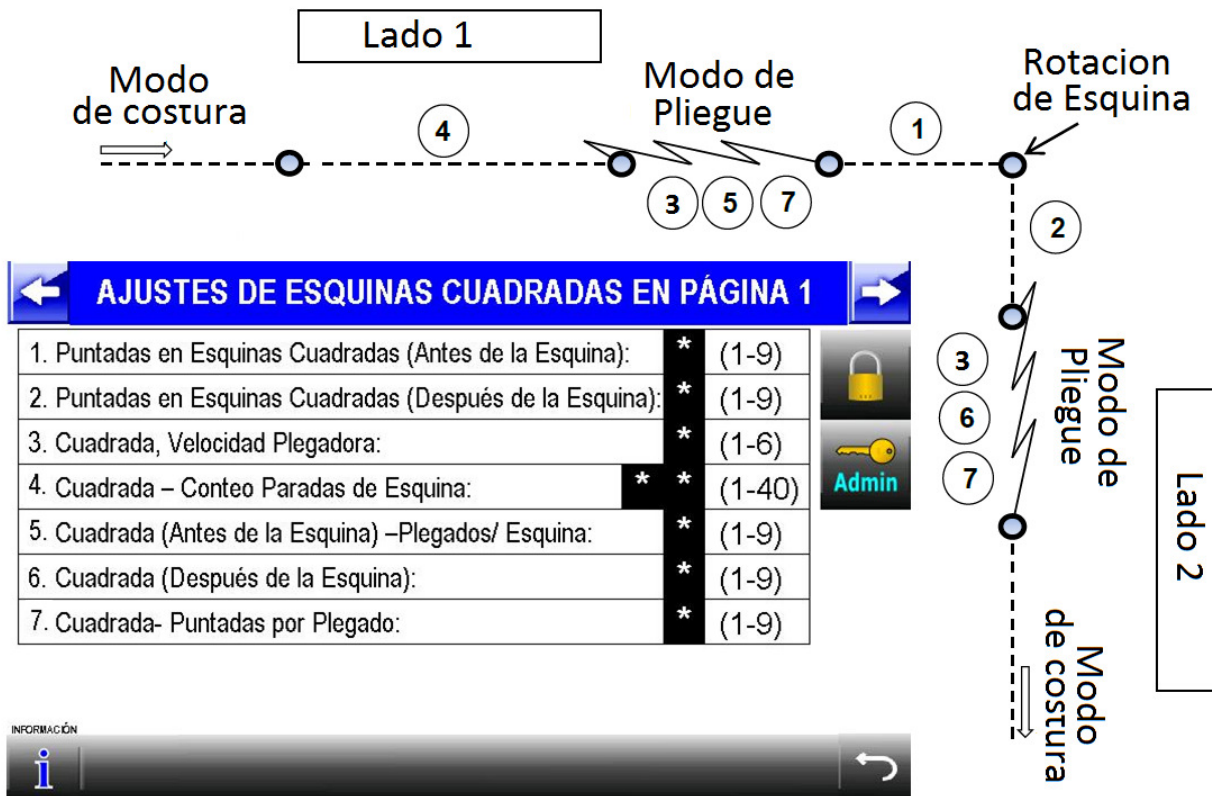 Lado 1
Modo
de costura
4
Modo de
Pliegue
3 5 7
1
Rotacion
de Esquina
2
AJUSTES DE ESQUINAS CUADRADAS EN PÁGINA 1
1. Puntadas en Esquinas Cuadradas (Antes de la Esquina): * (1-9)
2. Puntadas en Esquinas Cuadradas (Después de la Esquina): * (1-9)
3. Cuadrada, Velocidad Plegadora: * (1-6)
4. Cuadrada – Conteo Paradas de Esquina: * * (1-40)
5. Cuadrada (Antes de la Esquina) –Plegados/ Esquina: * (1-9)
6. Cuadrada (Después de la Esquina): * (1-9)
7. Cuadrada- Puntadas por Plegado: * (1-9)
Admin
INFORMACIÓN
i
3
6
7
Modo de
Pliegue
Lado 2
Modo
de costura